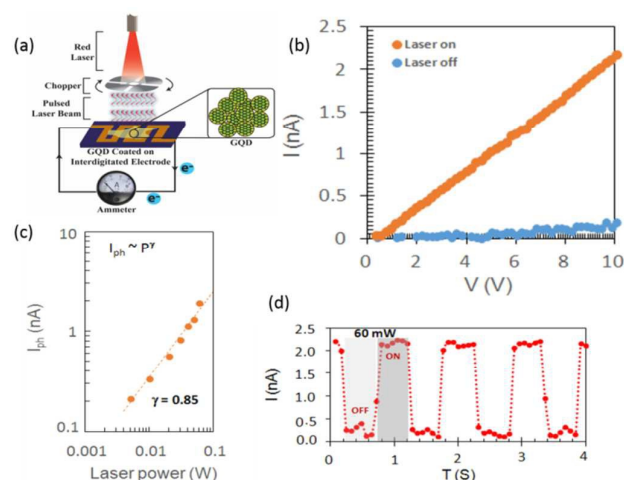 (a)
Red
Laser
Chopper
Pulsed
Laser Beam
GQD
GQD Coated on
Interdigitated Electrode
e-
A
Ammeter
e-
(b)
Laser on
Laser off
I (nA)
2.5
2
1.5
1
0.5
0
0 2 4 6 8 10
V (V)
(c)
Iph ~ Pγ
Iph (nA)
10
1
0.1
γ = 0.85
0.001 0.01 0.1
Laser power (W)
(d)
60 mW
I (nA)
2.5
2.0
1.5
1.0
0.5
0.0
ON
OFF
0 1 2 3 4
T (S)